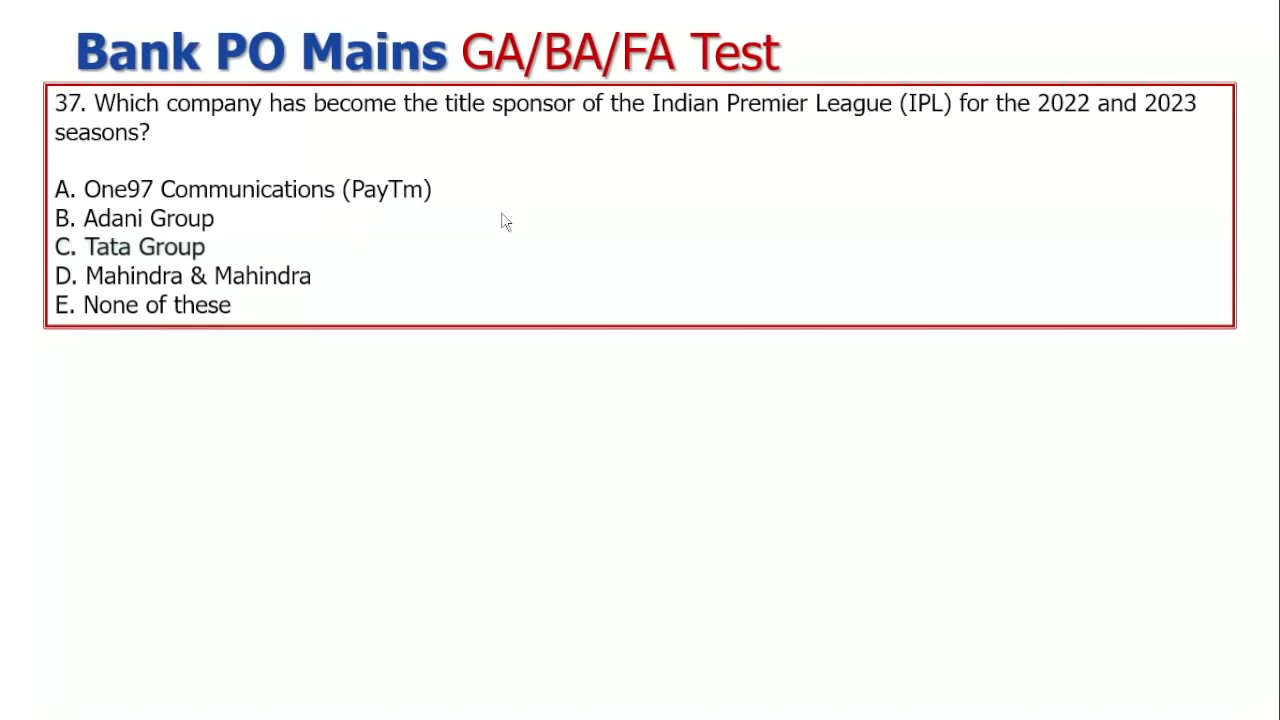 Bank PO Mains GA/BA/FA Test
37. Which company has become the title sponsor of the Indian Premier League (IPL) for the 2022 and 2023
seasons?
A. One97 Communications (PayTm)
B. Adani Group
C. Tata Group
D. Mahindra & Mahindra
E. None of these